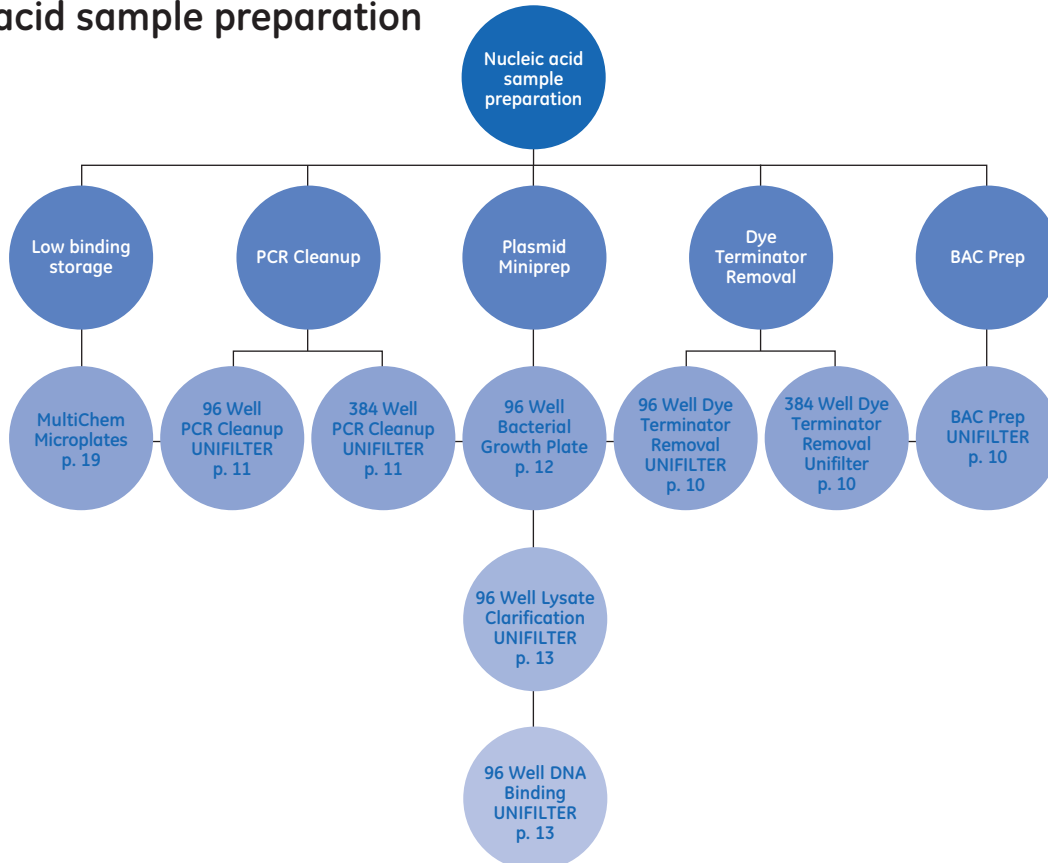 acid sample preparation
Nucleic acid
sample
preparation
Low binding
storage
PCR Cleanup
Plasmid
Miniprep
Dye
Terminator
Removal
BAC Prep
MultiChem
Microplates
p. 19
96 Well
PCR Cleanup
UNIFILTER
p. 11
384 Well
PCR Cleanup
UNIFILTER
p. 11
96 Well
Bacterial
Growth Plate
p. 12
96 Well Dye
Terminator
Removal
UNIFILTER
p. 10
384 Well Dye
Terminator
Removal
Unifilter
p. 10
BAC Prep
UNIFILTER
p. 10
96 Well Lysate
Clarification
UNIFILTER
p. 13
96 Well DNA
Binding
UNIFILTER
p. 13